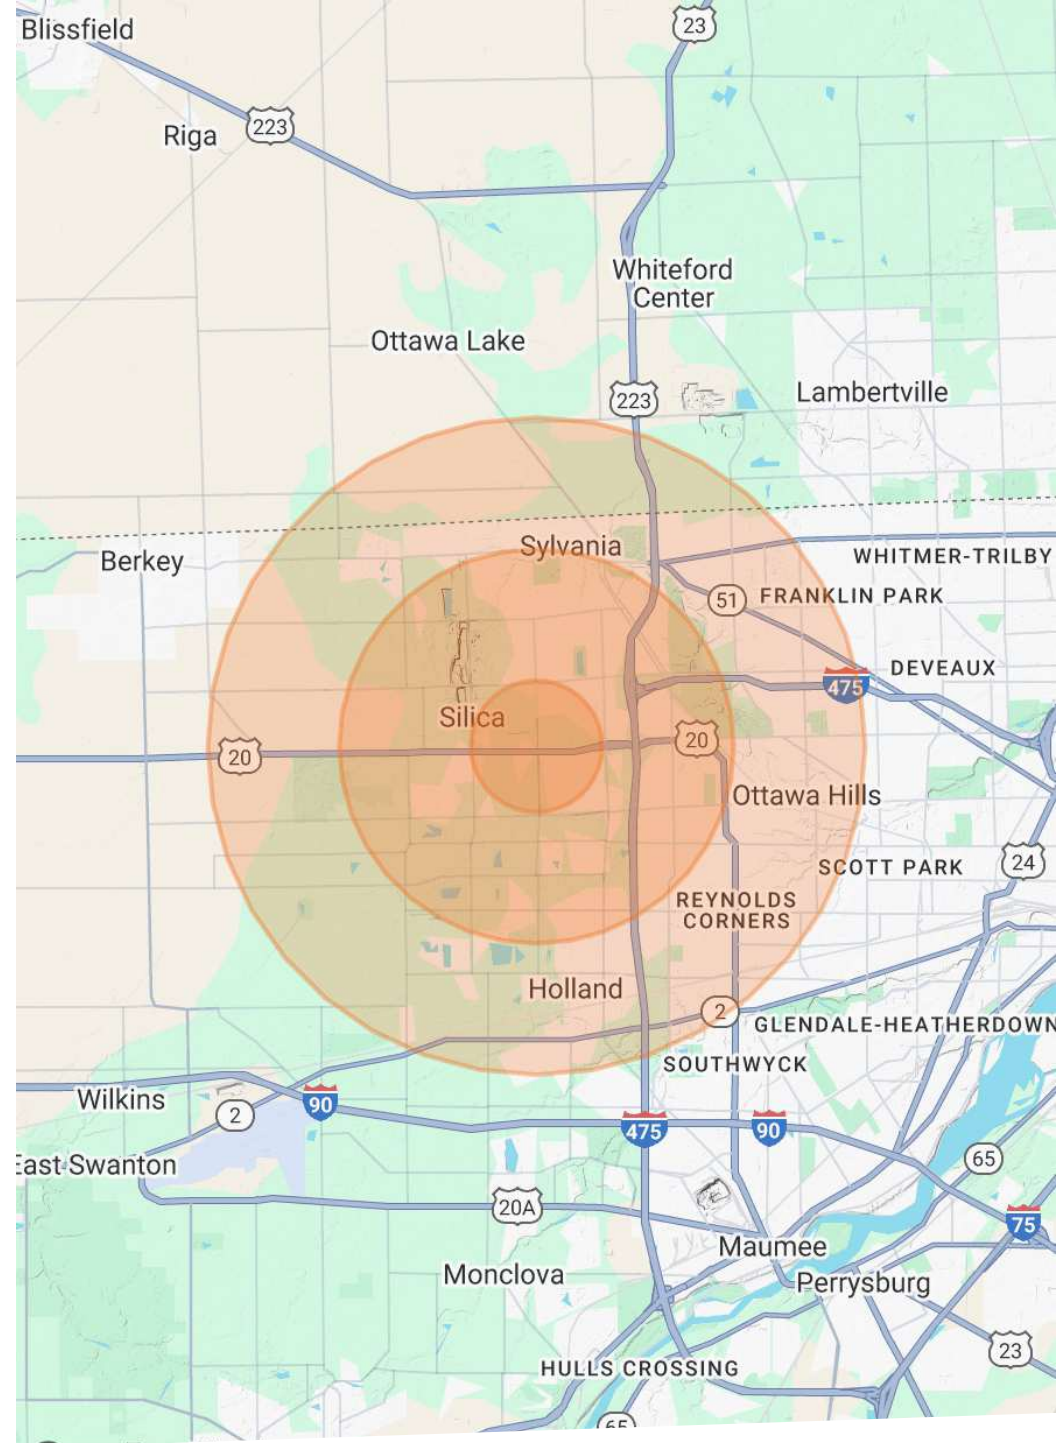 Blissfield
23
Riga
223
Whiteford
Center
Ottawa Lake
223
Lambertville
Sylvania
Berkey
WHITMER-TRILBY
51
FRANKLIN PARK
DEVEAUX
475
Silica
20
20
Ottawa Hills
24
SCOTT PARK
REYNOLDS
CORNERS
Holland
2
GLENDALE-HEATHERDOWN
SOUTHWYCK
Wilkins
90
2
475
90
East Swanton
65
20A
75
Maumee
Monclova
Perrysburg
23
HULLS CROSSING
65